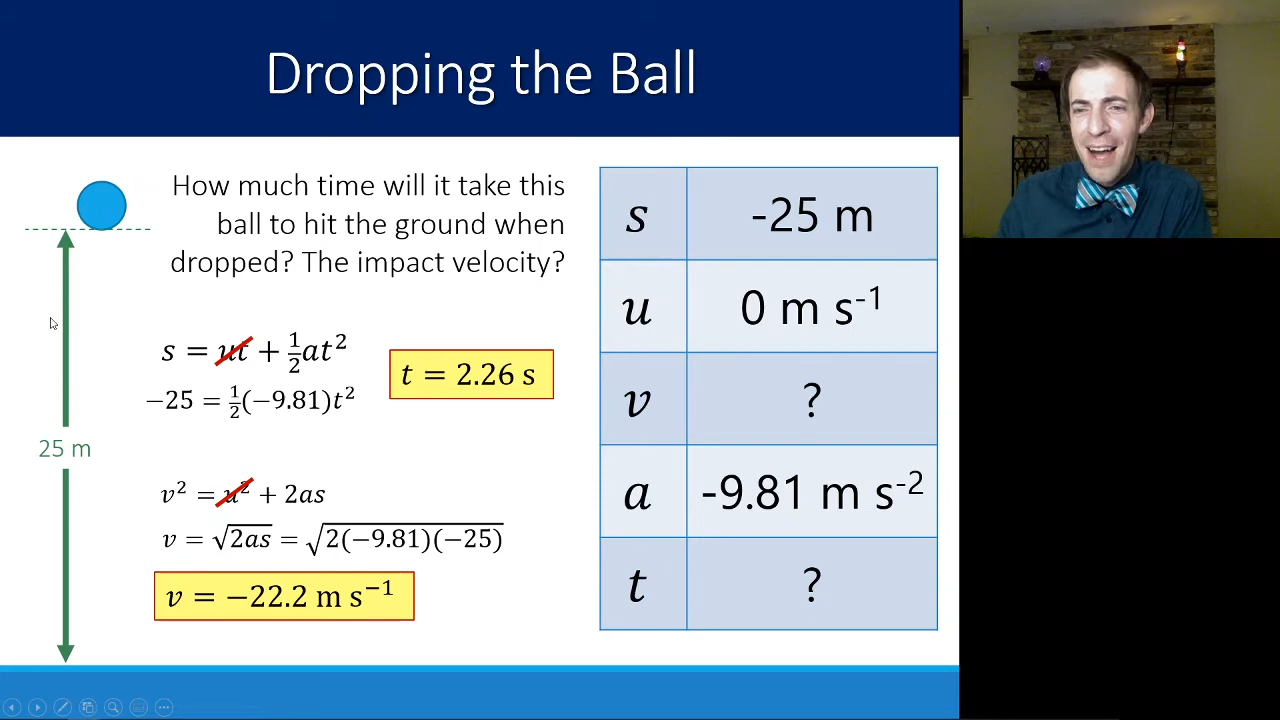 Dropping the Ball
How much time will it take this
ball to hit the ground when
dropped? The impact velocity?
s = ut + 1/2 at²
−25 = 1/2 (−9.81)t²
t = 2.26 s
25 m
v² = u² + 2as
v = √2as = √2(−9.81)(−25)
v = −22.2 m s⁻¹
s -25 m
u 0 m s⁻¹
v ?
a -9.81 m s⁻²
t ?